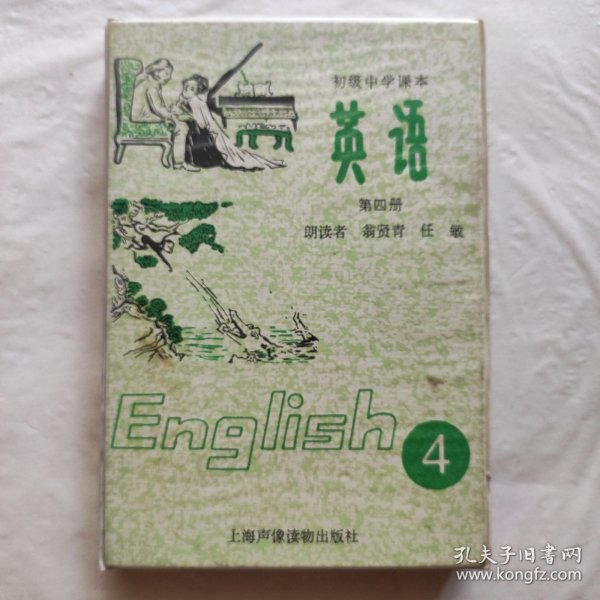 初级中学课本
英语
第四册
朗读者 翁贤青 任敏
English
4
上海声像读物出版社
孔夫子旧书网
www.kongfz.com